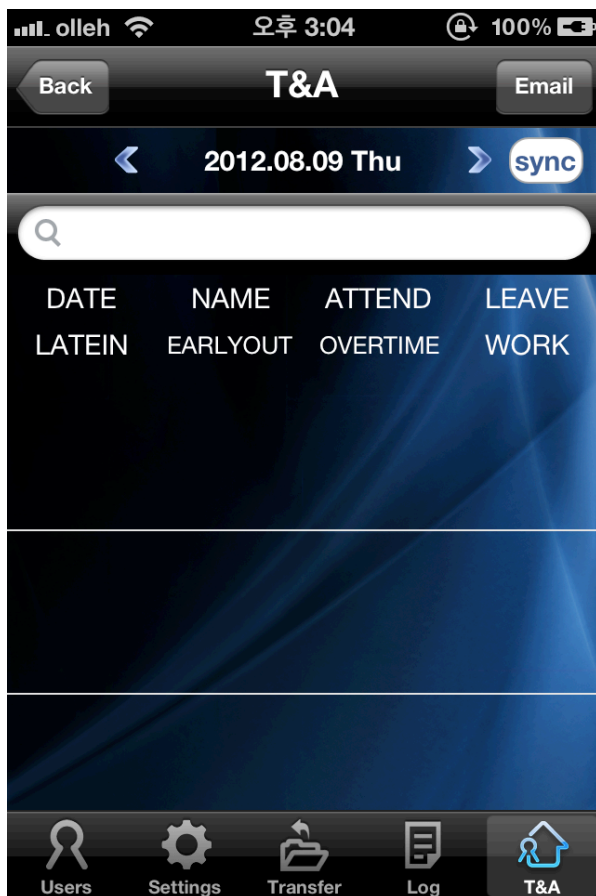 olleh 오후 3:04 100%
Back T&A Email
2012.08.09 Thu sync
DATE NAME ATTEND LEAVE
LATEIN EARLYOUT OVERTIME WORK
Users Settings Transfer Log T&A